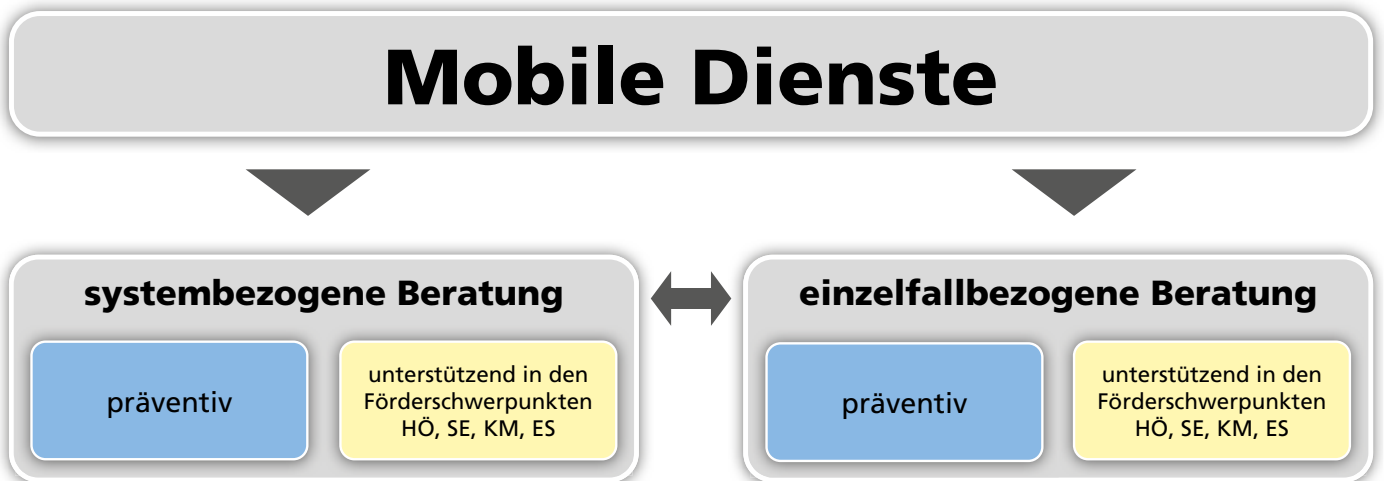 Mobile Dienste
systembezogene Beratung
präventiv
unterstützend in den
Förderschwerpunkten
HÖ, SE, KM, ES
einzelfallbezogene Beratung
präventiv
unterstützend in den
Förderschwerpunkten
HÖ, SE, KM, ES